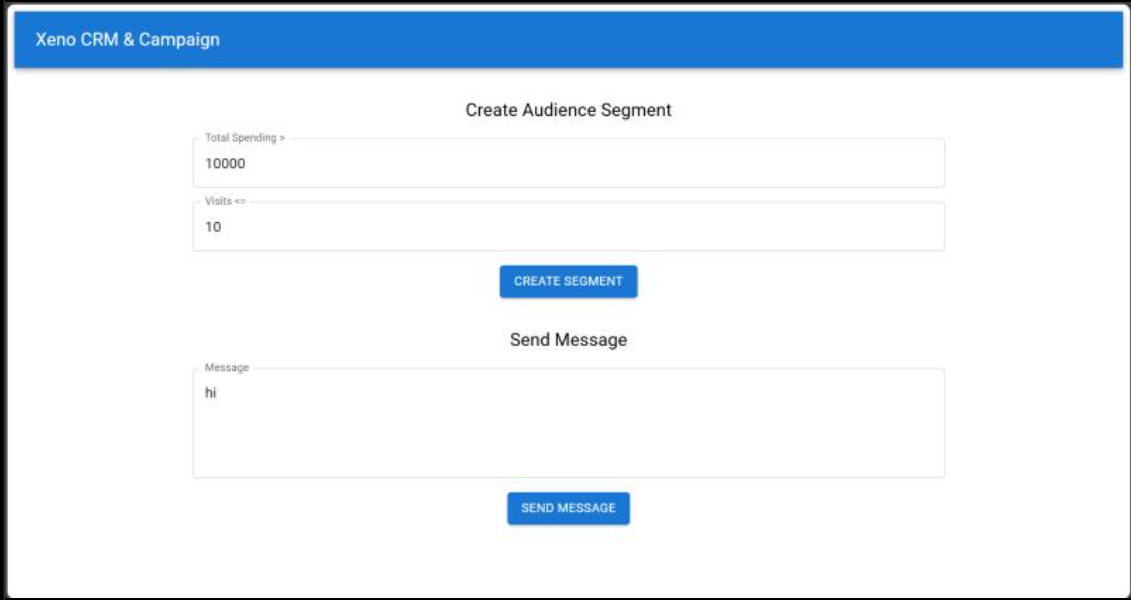 Xeno CRM & Campaign
Create Audience Segment
Total Spending >
10000
Visits <=
10
CREATE SEGMENT
Send Message
Message
hi
SEND MESSAGE